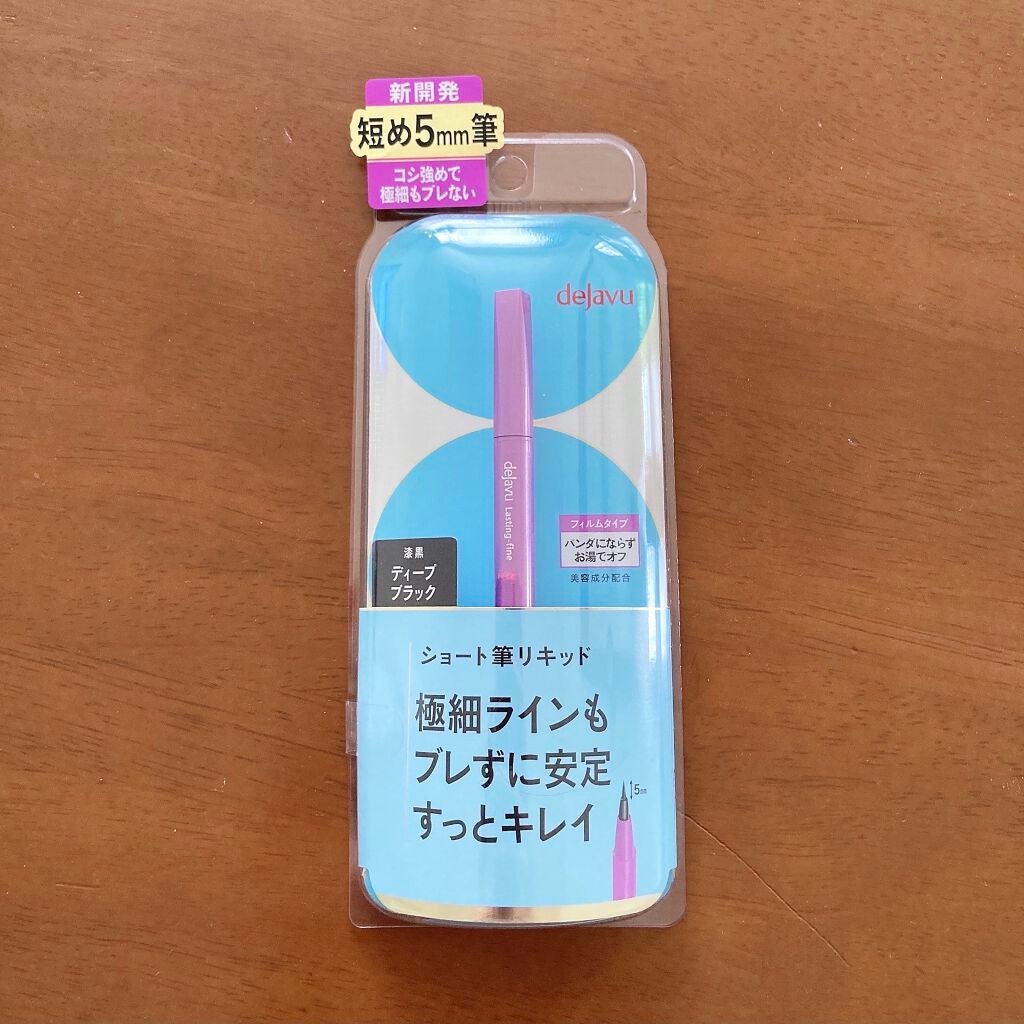 新開発
短め5mm筆
コシ強めで
極細もブレない
dejavu
dejavu Lasting-fine
フィルムタイプ
パンダにならず
お湯でオフ
美容成分配合
漆黒
ディープ
ブラック
ショート筆リキッド
極細ラインも
ブレずに安定
すっとキレイ
5mm